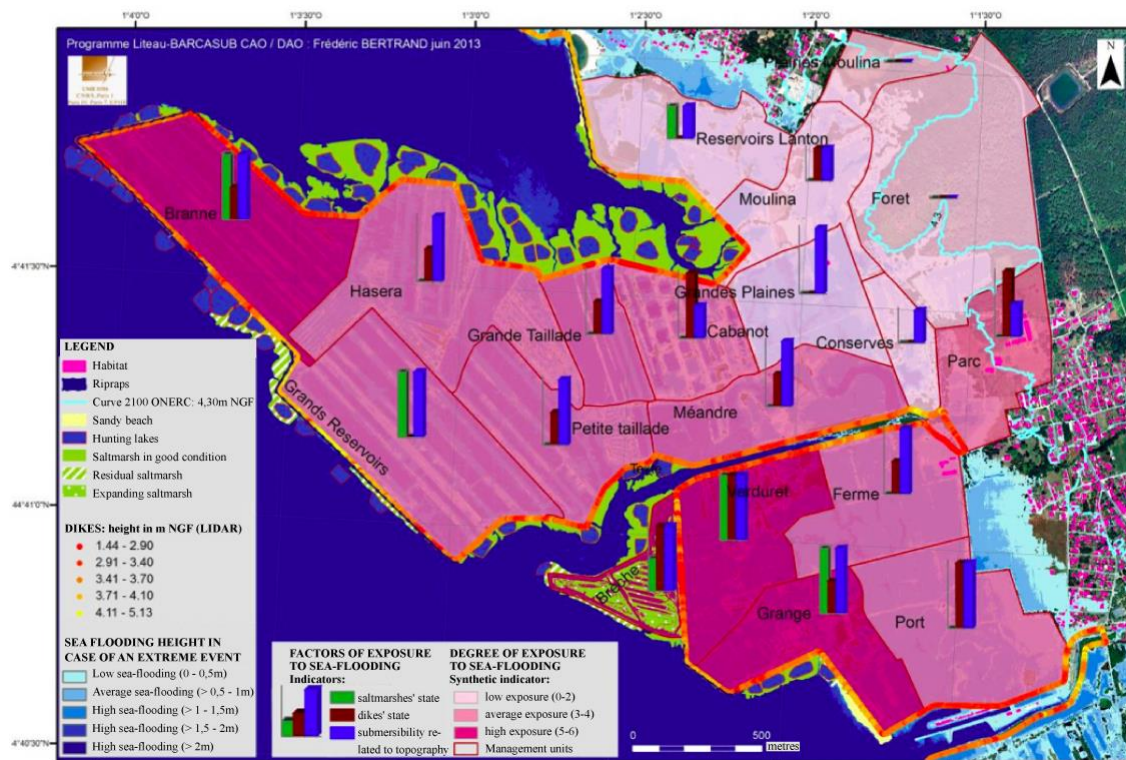 1°4'0"O 1°3'30"O 1°3'0"O 1°2'30"O 1°2'0"O 1°1'30"O
Programme Liteau-BARCASUB CAO / DAO : Frédéric BERTRAND juin 2013
N
Prairies Moulina
Reservoirs Lanton
Moulina
Foret
4.3
Branne
4°41'30"
Hasera
Grandes Plaines
Grande Taillade
Cabanot
Conserves
Parc
Grands Reservoirs
Méandre
Petite taillade
Verduret
Ferme
44°41'0"N
Brèche
Grange
Port
4°40'30"
LEGEND
Habitat
Ripraps
Curve 2100 ONERC: 4,30m NGF
Sandy beach
Hunting lakes
Saltmarsh in good condition
Residual saltmarsh
Expanding saltmarsh
DIKES: height in m NGF (LIDAR)
1.44 - 2.90
2.91 - 3.40
3.41 - 3.70
3.71 - 4.10
4.11 - 5.13
SEA FLOODING HEIGHT IN
CASE OF AN EXTREME EVENT
Low sea-flooding (0 - 0,5m)
Average sea-flooding (> 0,5 - 1m)
High sea-flooding (> 1 - 1,5m)
High sea-flooding (> 1,5 - 2m)
High sea-flooding (> 2m)
FACTORS OF EXPOSURE
TO SEA-FLOODING
Indicators:
saltmarshes' state
dikes' state
submersibility re-
lated to topography
DEGREE OF EXPOSURE
TO SEA-FLOODING
Synthetic indicator:
low exposure (0-2)
average exposure (3-4)
high exposure (5-6)
Management units
0 500
metres